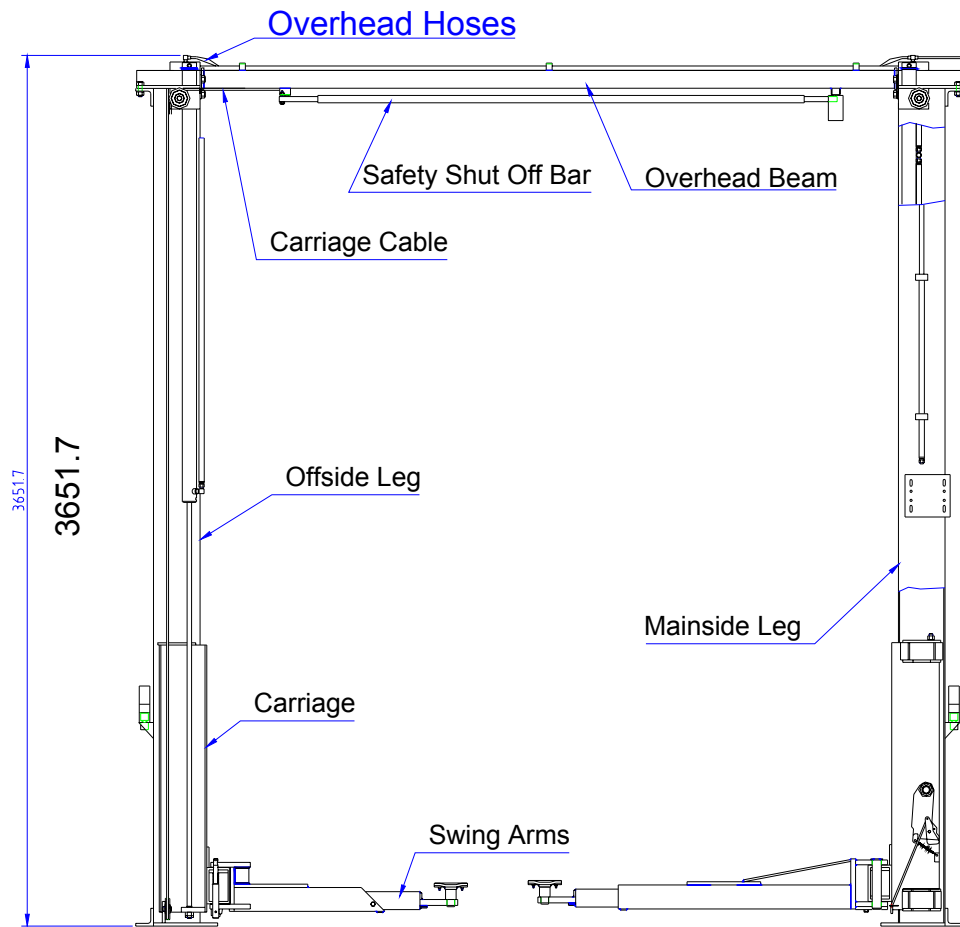 Overhead Hoses
Safety Shut Off Bar
Overhead Beam
Carriage Cable
3651.7
3651.7
Offside Leg
Mainside Leg
Carriage
Swing Arms